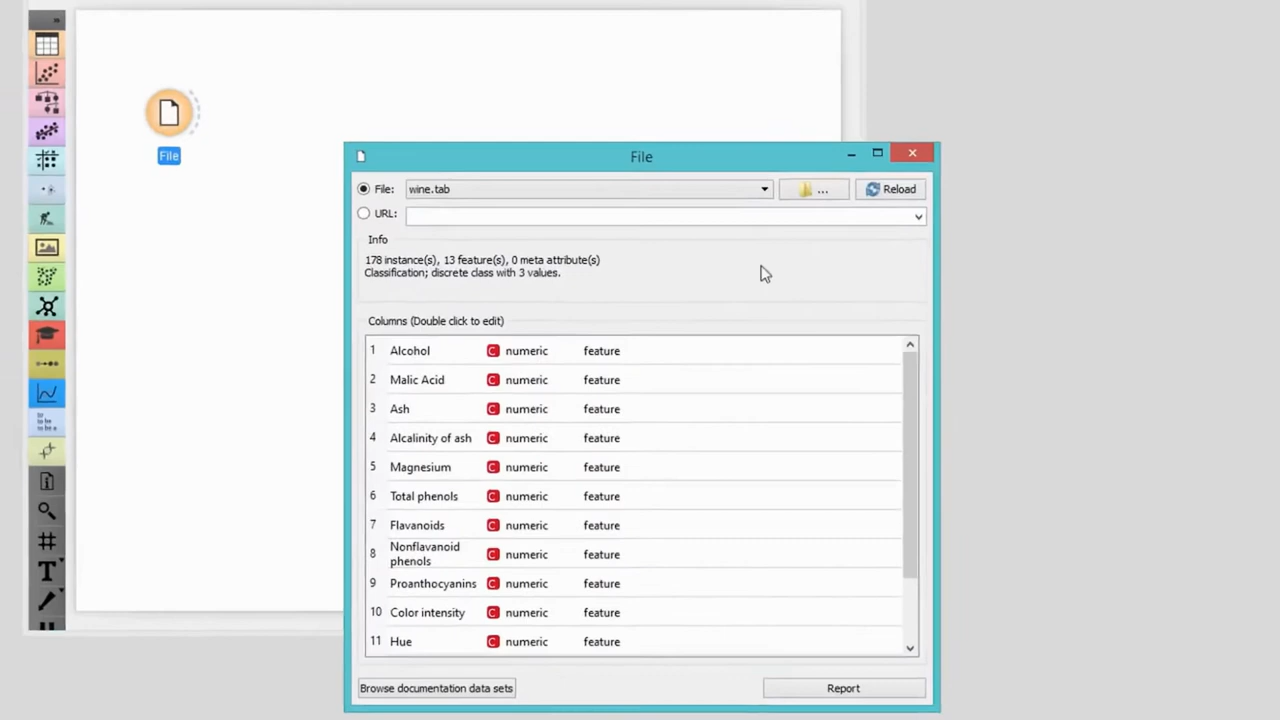 File
File
File:
wine.tab
...
Reload
URL:
Info
178 instance(s), 13 feature(s), 0 meta attribute(s)
Classification; discrete class with 3 values.
Columns (Double click to edit)
1 Alcohol C numeric feature
2 Malic Acid C numeric feature
3 Ash C numeric feature
4 Alcalinity of ash C numeric feature
5 Magnesium C numeric feature
6 Total phenols C numeric feature
7 Flavanoids C numeric feature
8 Nonflavanoid phenols C numeric feature
9 Proanthocyanins C numeric feature
10 Color intensity C numeric feature
11 Hue C numeric feature
Browse documentation data sets
Report
T